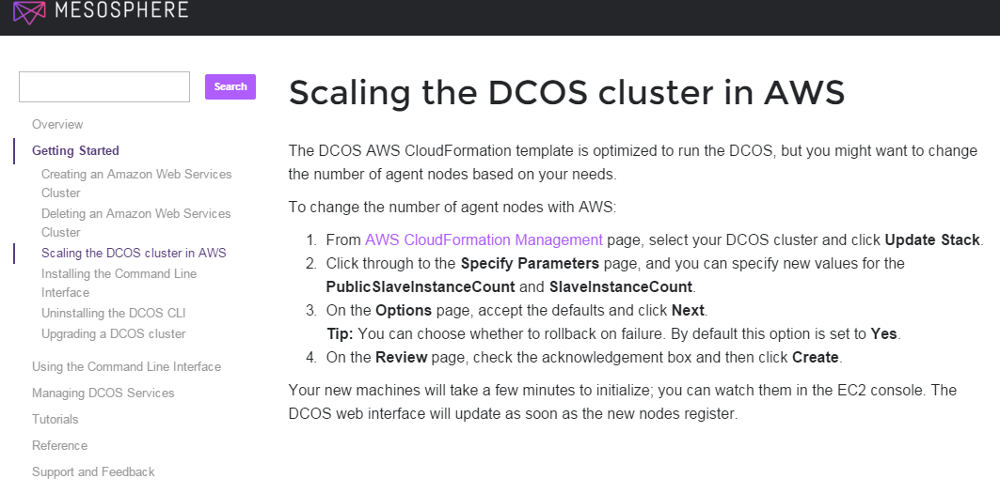 MESOSPHERE
Search
Overview
Getting Started
Creating an Amazon Web Services
Cluster
Deleting an Amazon Web Services
Cluster
Scaling the DCOS cluster in AWS
Installing the Command Line
Interface
Uninstalling the DCOS CLI
Upgrading a DCOS cluster
Using the Command Line Interface
Managing DCOS Services
Tutorials
Reference
Support and Feedback
Scaling the DCOS cluster in AWS
The DCOS AWS CloudFormation template is optimized to run the DCOS, but you might want to change
the number of agent nodes based on your needs.
To change the number of agent nodes with AWS:
1. From AWS CloudFormation Management page, select your DCOS cluster and click Update Stack.
2. Click through to the Specify Parameters page, and you can specify new values for the
PublicSlaveInstanceCount and SlaveInstanceCount.
3. On the Options page, accept the defaults and click Next.
Tip: You can choose whether to rollback on failure. By default this option is set to Yes.
4. On the Review page, check the acknowledgement box and then click Create.
Your new machines will take a few minutes to initialize; you can watch them in the EC2 console. The
DCOS web interface will update as soon as the new nodes register.